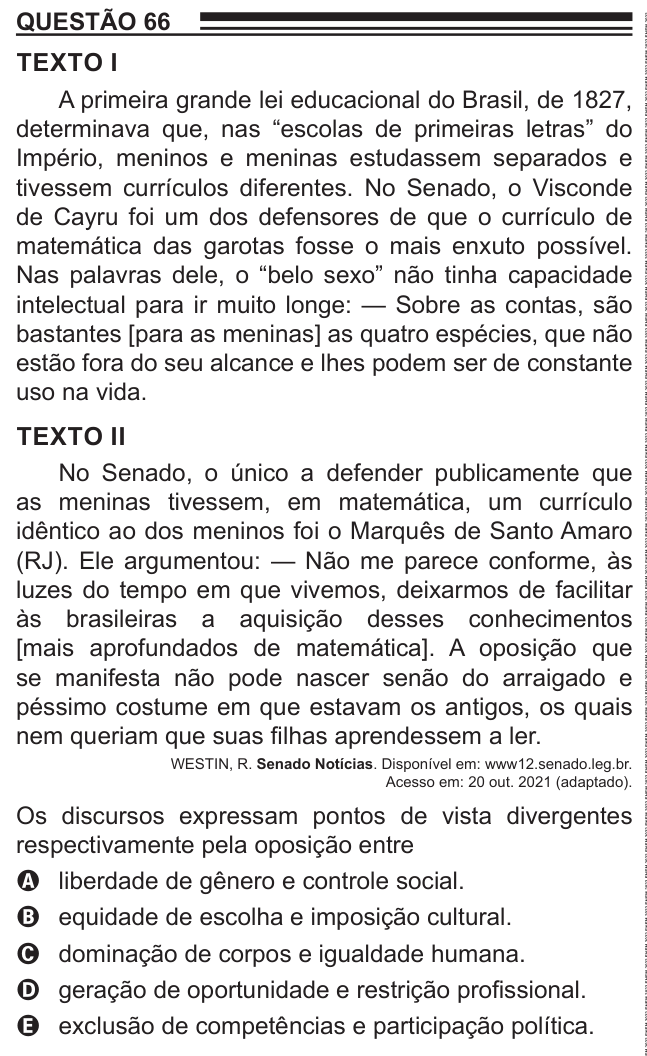 QUESTÃO 66
TEXTO I
A primeira grande lei educacional do Brasil, de 1827,
determinava que, nas “escolas de primeiras letras” do
Império, meninos e meninas estudassem separados e
tivessem currículos diferentes. No Senado, o Visconde
de Cayru foi um dos defensores de que o currículo de
matemática das garotas fosse o mais enxuto possível.
Nas palavras dele, o “belo sexo” não tinha capacidade
intelectual para ir muito longe: — Sobre as contas, são
bastantes [para as meninas] as quatro espécies, que não
estão fora do seu alcance e lhes podem ser de constante
uso na vida.
TEXTO II
No Senado, o único a defender publicamente que
as meninas tivessem, em matemática, um currículo
idêntico ao dos meninos foi o Marquês de Santo Amaro
(RJ). Ele argumentou: — Não me parece conforme, às
luzes do tempo em que vivemos, deixarmos de facilitar
às brasileiras a aquisição desses conhecimentos
[mais aprofundados de matemática]. A oposição que
se manifesta não pode nascer senão do arraigado e
péssimo costume em que estavam os antigos, os quais
nem queriam que suas filhas aprendessem a ler.
WESTIN, R. Senado Notícias. Disponível em: www12.senado.leg.br.
Acesso em: 20 out. 2021 (adaptado).
Os discursos expressam pontos de vista divergentes
respectivamente pela oposição entre
A liberdade de gênero e controle social.
B equidade de escolha e imposição cultural.
C dominação de corpos e igualdade humana.
D geração de oportunidade e restrição profissional.
E exclusão de competências e participação política.